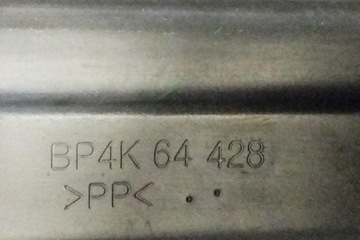 BP4K 64 428
>PP< . .